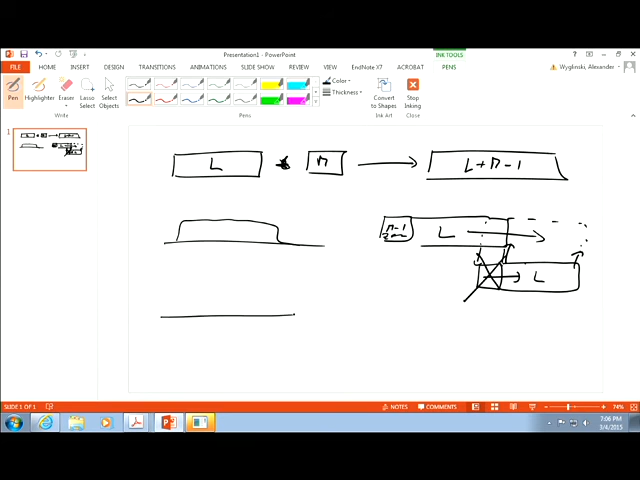 Presentation1 - PowerPoint
INK TOOLS
FILE HOME INSERT DESIGN TRANSITIONS ANIMATIONS SLIDE SHOW REVIEW VIEW EndNote X7 ACROBAT PENS
Wyglinski, Alexander
Pen Highlighter Eraser Lasso Select Select Objects
Color
Thickness
Convert to Shapes
Stop Inking
Write Pens Ink Art Close
1
L * M L+M-1
M-1 L
L
SLIDE 1 OF 1
NOTES COMMENTS 74%
7:06 PM
3/4/2015